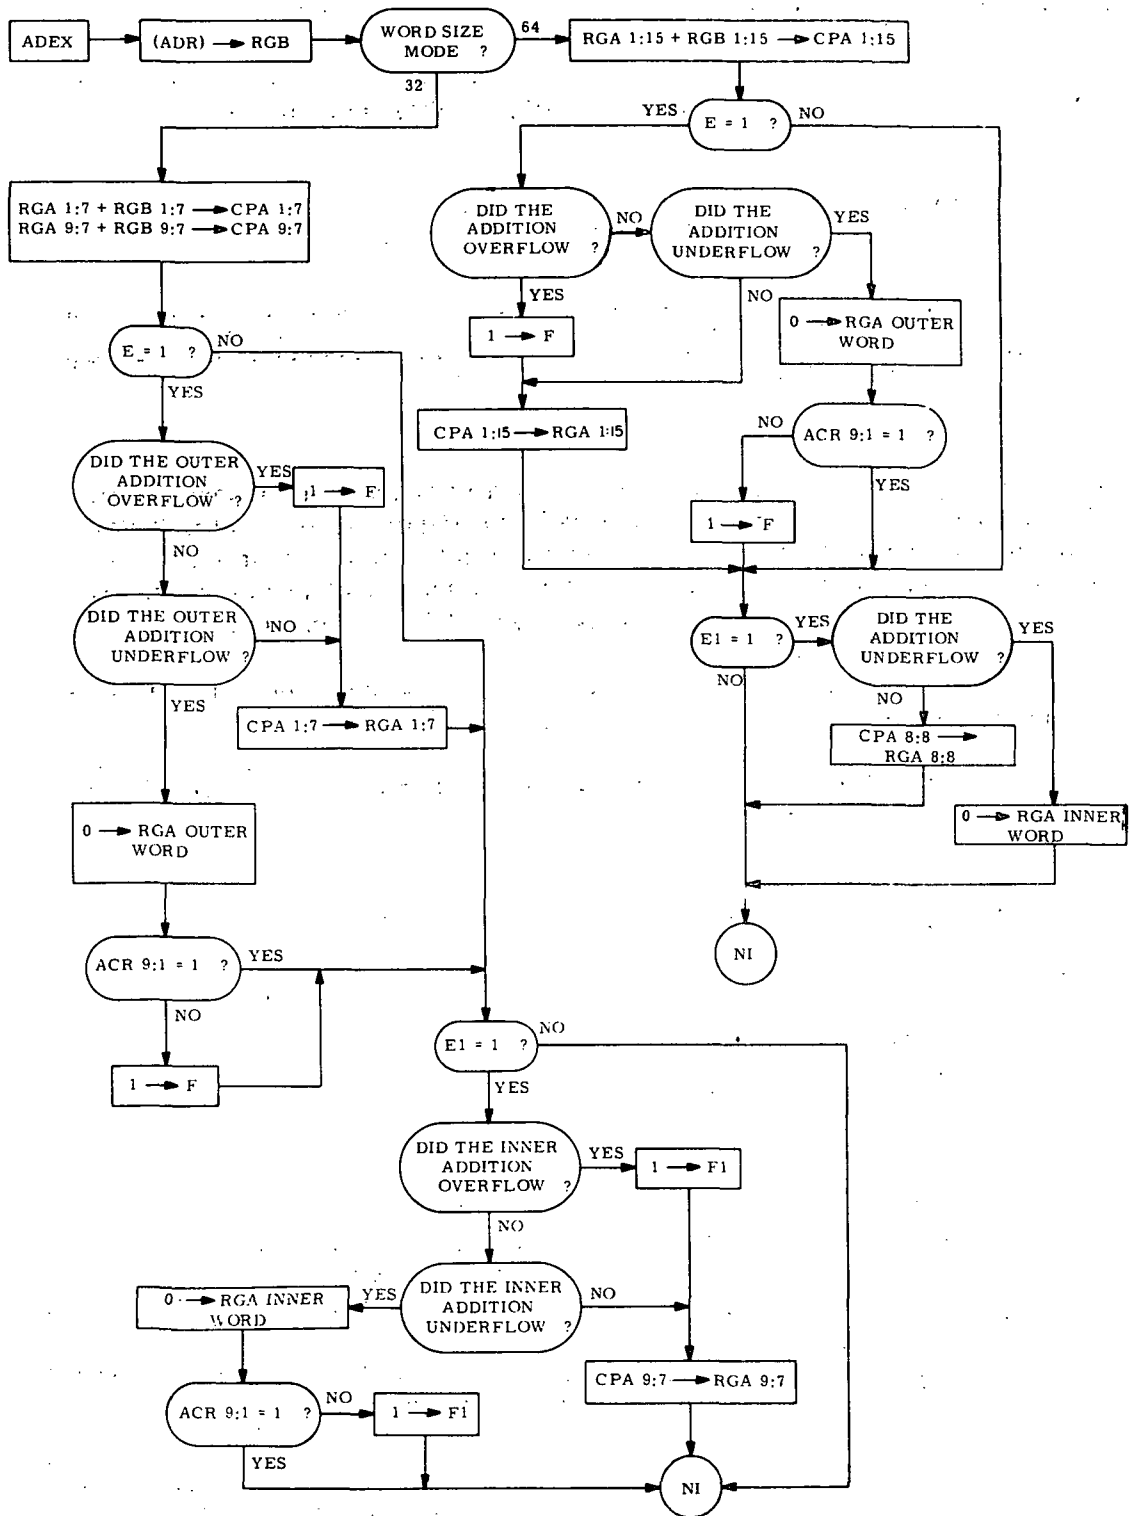 ADEX
(ADR) → RGB
WORD SIZE
MODE ?
64
32
RGA 1:15 + RGB 1:15 → CPA 1:15
E = 1 ?
YES
NO
DID THE
ADDITION
OVERFLOW ?
NO
YES
DID THE
ADDITION
UNDERFLOW ?
YES
NO
1 → F
0 → RGA OUTER
WORD
CPA 1:15 → RGA 1:15
ACR 9:1 = 1 ?
NO
YES
1 → F
E1 = 1 ?
YES
NO
DID THE
ADDITION
UNDERFLOW ?
YES
NO
CPA 8:8 →
RGA 8:8
0 → RGA INNER
WORD
NI
RGA 1:7 + RGB 1:7 → CPA 1:7
RGA 9:7 + RGB 9:7 → CPA 9:7
E = 1 ?
NO
YES
DID THE OUTER
ADDITION
OVERFLOW ?
YES
NO
1 → F
DID THE OUTER
ADDITION
UNDERFLOW ?
NO
YES
CPA 1:7 → RGA 1:7
0 → RGA OUTER
WORD
ACR 9:1 = 1 ?
YES
NO
1 → F
E1 = 1 ?
NO
YES
DID THE INNER
ADDITION
OVERFLOW ?
YES
NO
1 → F1
DID THE INNER
ADDITION
UNDERFLOW ?
YES
NO
0 → RGA INNER
WORD
CPA 9:7 → RGA 9:7
ACR 9:1 = 1 ?
NO
YES
1 → F1
NI